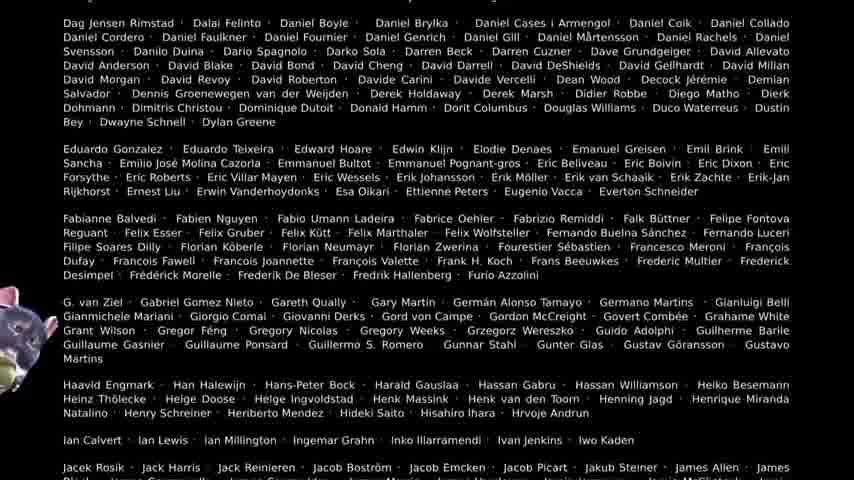 Dag Jensen Rimstad · Dalai Felinto · Daniel Boyle · Daniel Brylka · Daniel Cases i Armengol · Daniel Coik · Daniel Collado
Daniel Cordero · Daniel Faulkner · Daniel Fournier · Daniel Genrich · Daniel Gill · Daniel Mårtensson · Daniel Rachels · Daniel
Svensson · Danilo Duina · Dario Spagnolo · Darko Sola · Darren Beck · Darren Cuzner · Dave Grundgeiger · David Allevato
David Anderson · David Blake · David Bond · David Cheng · David Darrell · David DeShields · David Gellhardt · David Millan
David Morgan · David Revoy · David Roberton · Davide Carini · Davide Vercelli · Dean Wood · Decock Jérémie · Demian
Salvador · Dennis Groenewegen van der Weijden · Derek Holdaway · Derek Marsh · Didier Robbe · Diego Matho · Dierk
Dohmann · Dimitris Christou · Dominique Dutoit · Donald Hamm · Dorit Columbus · Douglas Williams · Duco Waterreus · Dustin
Bey · Dwayne Schnell · Dylan Greene
Eduardo Gonzalez · Eduardo Teixeira · Edward Hoare · Edwin Klijn · Elodie Denaes · Emanuel Greisen · Emil Brink · Emili
Sancha · Emilio José Molina Cazorla · Emmanuel Bultot · Emmanuel Pognant-gros · Eric Beliveau · Eric Boivin · Eric Dixon · Eric
Forsythe · Eric Roberts · Eric Villar Mayen · Eric Wessels · Erik Johansson · Erik Möller · Erik van Schaaik · Erik Zachte · Erik-Jan
Rijkhorst · Ernest Liu · Erwin Vanderhoydonks · Esa Oikari · Ettienne Peters · Eugenio Vacca · Everton Schneider
Fabianne Balvedi · Fabien Nguyen · Fabio Umann Ladeira · Fabrice Oehler · Fabrizio Remiddi · Falk Büttner · Felipe Fontova
Reguant · Felix Esser · Felix Gruber · Felix Kütt · Felix Marthaler · Felix Wolfsteller · Fernando Buelna Sánchez · Fernando Luceri
Filipe Soares Dilly · Florian Köberle · Florian Neumayr · Florian Zwerina · Fourestier Sébastien · Francesco Meroni · François
Dufay · Francois Fawell · Francois Joannette · François Valette · Frank H. Koch · Frans Beeuwkes · Frederic Multier · Frederick
Desimpel · Frédérick Morelle · Frederik De Bleser · Fredrik Hallenberg · Furio Azzolini
G. van Ziel · Gabriel Gomez Nieto · Gareth Qually · Gary Martin · Germán Alonso Tamayo · Germano Martins · Gianluigi Belli
Gianmichele Mariani · Giorgio Comai · Giovanni Derks · Gord von Campe · Gordon McCreight · Govert Combée · Grahame White
Grant Wilson · Gregor Féng · Gregory Nicolas · Gregory Weeks · Grzegorz Wereszko · Guido Adolphi · Guilherme Barile
Guillaume Gasnier · Guillaume Ponsard · Guillermo S. Romero · Gunnar Stahl · Gunter Glas · Gustav Göransson · Gustavo
Martins
Haavid Engmark · Han Halewijn · Hans-Peter Bock · Harald Gauslaa · Hassan Gabru · Hassan Williamson · Heiko Besemann
Heinz Thölecke · Helge Doose · Helge Ingvoldstad · Henk Massink · Henk van den Toorn · Henning Jagd · Henrique Miranda
Natalino · Henry Schreiner · Heriberto Mendez · Hideki Saito · Hisahiro Ihara · Hrvoje Andrun
Ian Calvert · Ian Lewis · Ian Millington · Ingemar Grahn · Inko Illarramendi · Ivan Jenkins · Iwo Kaden
Jacek Rosik · Jack Harris · Jack Reinieren · Jacob Boström · Jacob Emcken · Jacob Picart · Jakub Steiner · James Allen · James